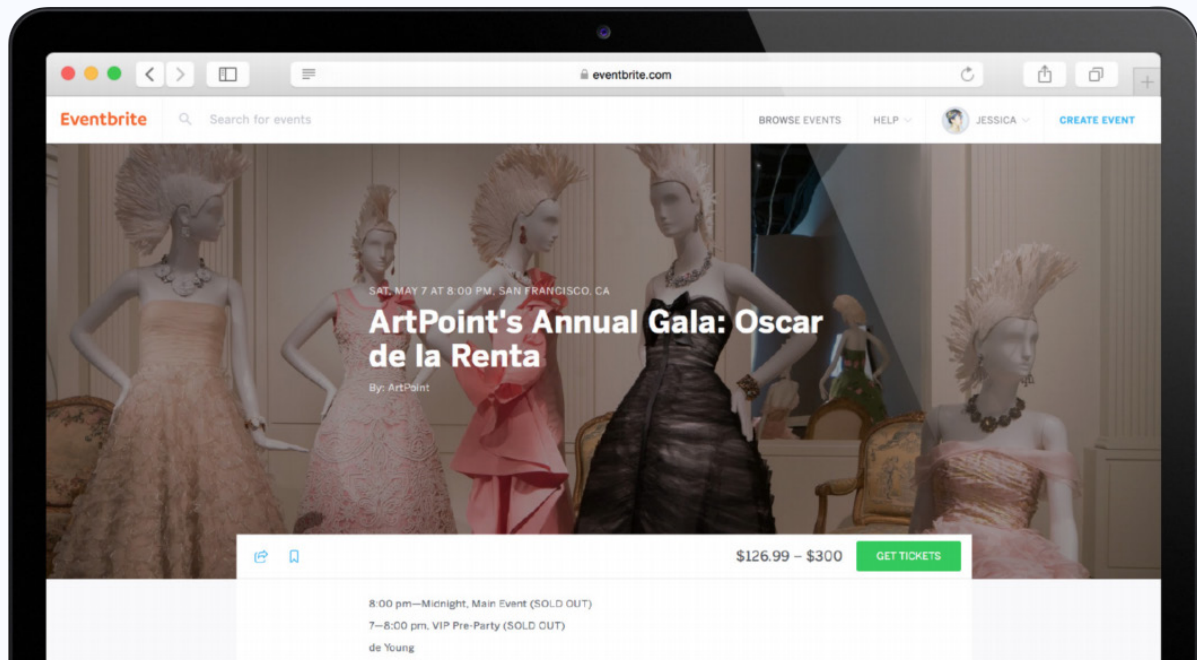 eventbrite.com
Eventbrite
Search for events
BROWSE EVENTS
HELP
JESSICA
CREATE EVENT
SAT, MAY 7 AT 8:00 PM, SAN FRANCISCO, CA
ArtPoint's Annual Gala: Oscar
de la Renta
By: ArtPoint
$126.99 – $300
GET TICKETS
8:00 pm—Midnight, Main Event (SOLD OUT)
7—8:00 pm, VIP Pre-Party (SOLD OUT)
de Young